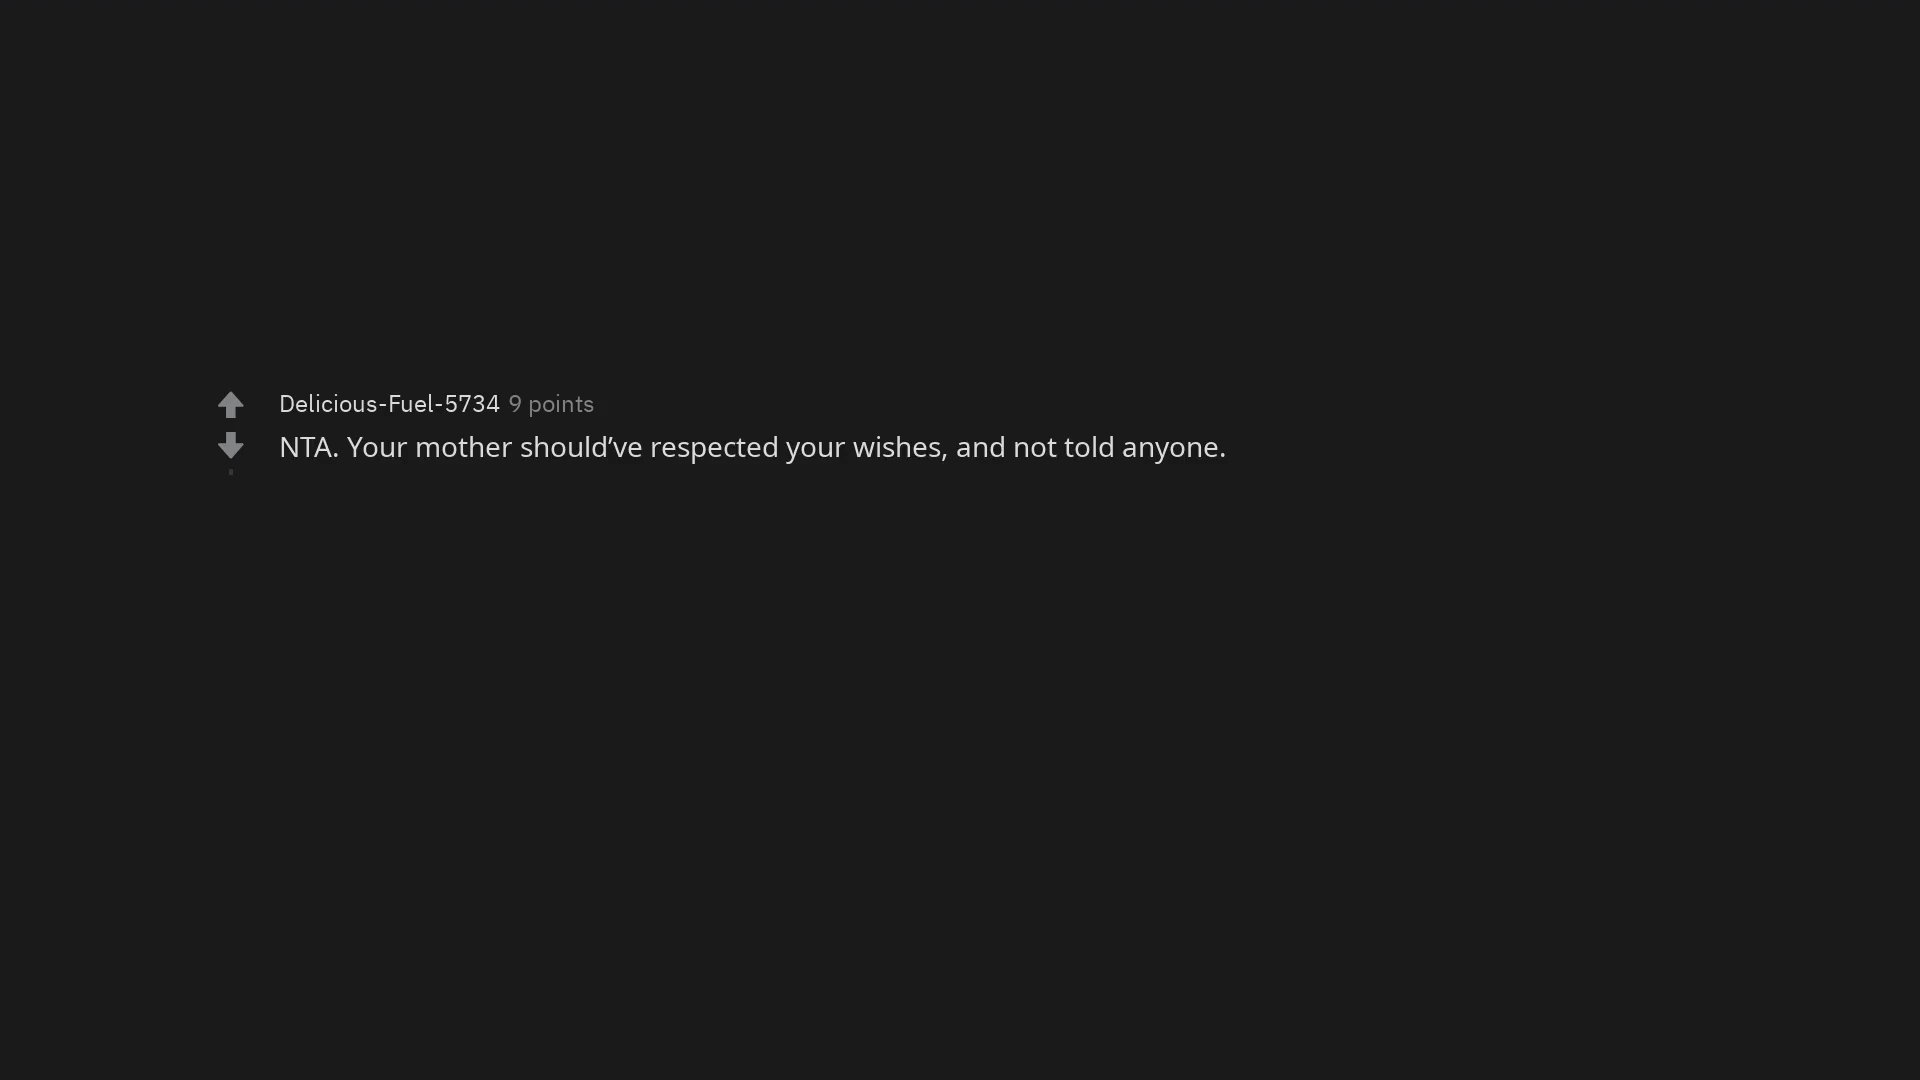 Delicious-Fuel-5734 9 points
NTA. Your mother should’ve respected your wishes, and not told anyone.